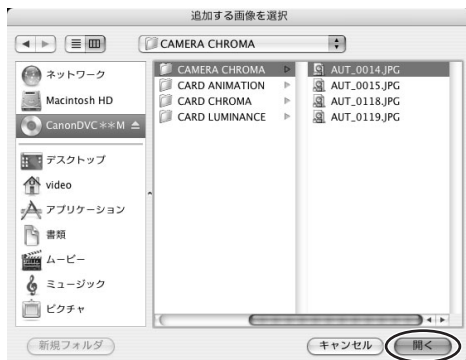 追加する画像を選択
CAMERA CHROMA
ネットワーク
Macintosh HD
CanonDVC**M
デスクトップ
video
アプリケーション
書類
ムービー
ミュージック
ピクチャ
CAMERA CHROMA
CARD ANIMATION
CARD CHROMA
CARD LUMINANCE
AUT_0014.JPG
AUT_0015.JPG
AUT_0118.JPG
AUT_0119.JPG
新規フォルダ
キャンセル
開く